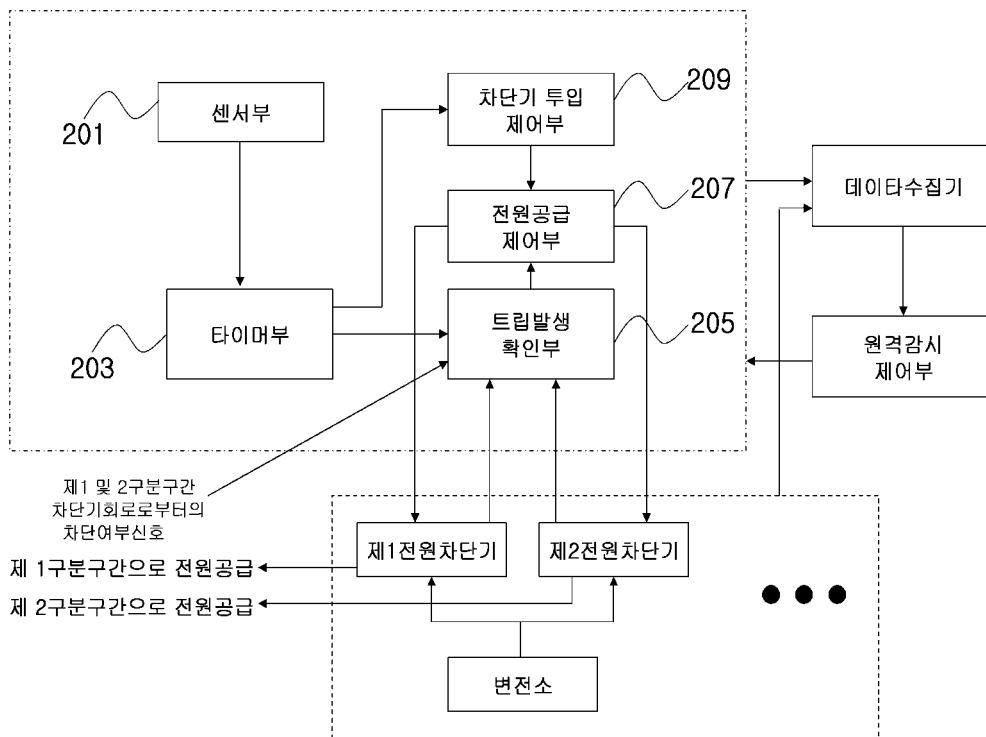 센서부
201
차단기 투입
제어부
209
전원공급
제어부
207
데이타수집기
타이머부
203
트립발생
확인부
205
원격감시
제어부
제1 및 2구분구간
차단기회로로부터의
차단여부신호
제1전원차단기
제2전원차단기
제 1구분구간으로 전원공급
제 2구분구간으로 전원공급
변전소